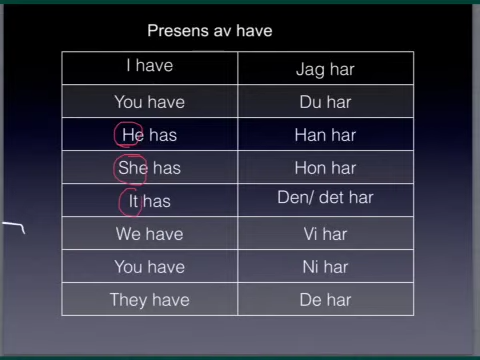 Presens av have
I have Jag har
You have Du har
He has Han har
She has Hon har
It has Den/ det har
We have Vi har
You have Ni har
They have De har